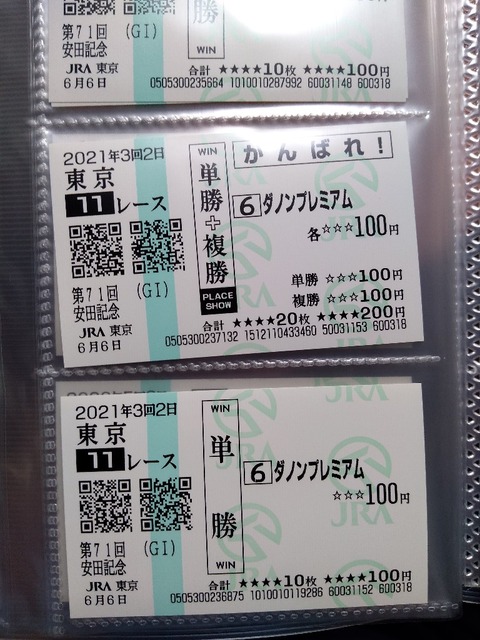 勝
WIN
第71回 (GI)
安田記念
JRA 東京
6月6日
合計 ★★★★10枚 ★★★★100円
0505300235664 1010010287992 60031148 600318
2021年3回2日
東京
11レース
第71回 (GI)
安田記念
JRA 東京
6月6日
WIN
単勝+複勝
PLACE
SHOW
がんばれ!
6 ダノンプレミアム
各☆☆☆100円
単勝 ☆☆☆100円
複勝 ☆☆☆100円
合計 ★★★★20枚 ★★★★200円
0505300237132 1512110433460 50031153 600318
JRA
2021年3回2日
東京
11レース
第71回 (GI)
安田記念
JRA 東京
6月6日
WIN
単勝
WIN
6 ダノンプレミアム
☆☆☆100円
合計 ★★★★10枚 ★★★★100円
0505300236875 1010010119286 60031152 600318
JRA